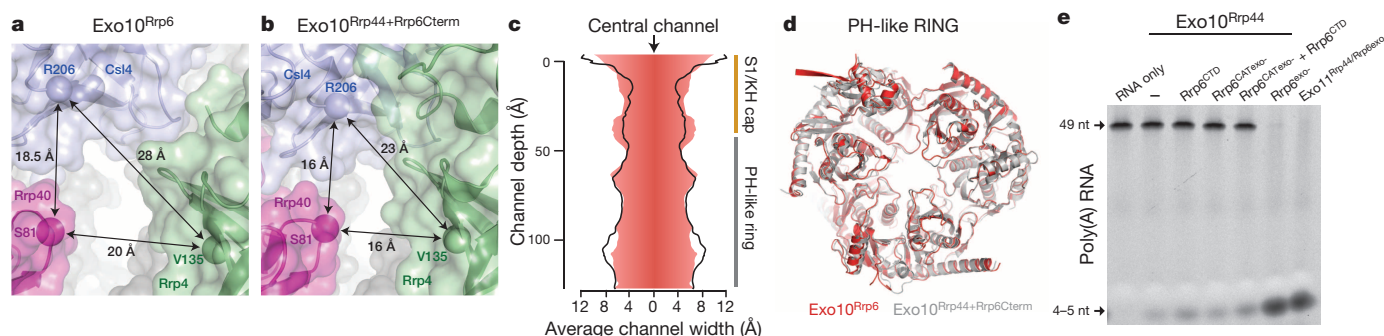 a Exo10Rrp6
R206
Csl4
18.5 Å
28 Å
Rrp40
S81
20 Å
V135
Rrp4
b Exo10Rrp44+Rrp6Cterm
Csl4
R206
16 Å
23 Å
Rrp40
S81
16 Å
V135
Rrp4
c Central channel
Channel depth (Å)
0
50
100
12 8 4 0 4 8 12
Average channel width (Å)
S1/KH cap
PH-like ring
d PH-like RING
Exo10Rrp6 Exo10Rrp44+Rrp6Cterm
e Exo10Rrp44
RNA only
–
Rrp6CTD
Rrp6CATexo-
Rrp6CATexo- + Rrp6CTD
Rrp6exo-
Exo11Rrp44/Rrp6exo-
49 nt
Poly(A) RNA
4–5 nt